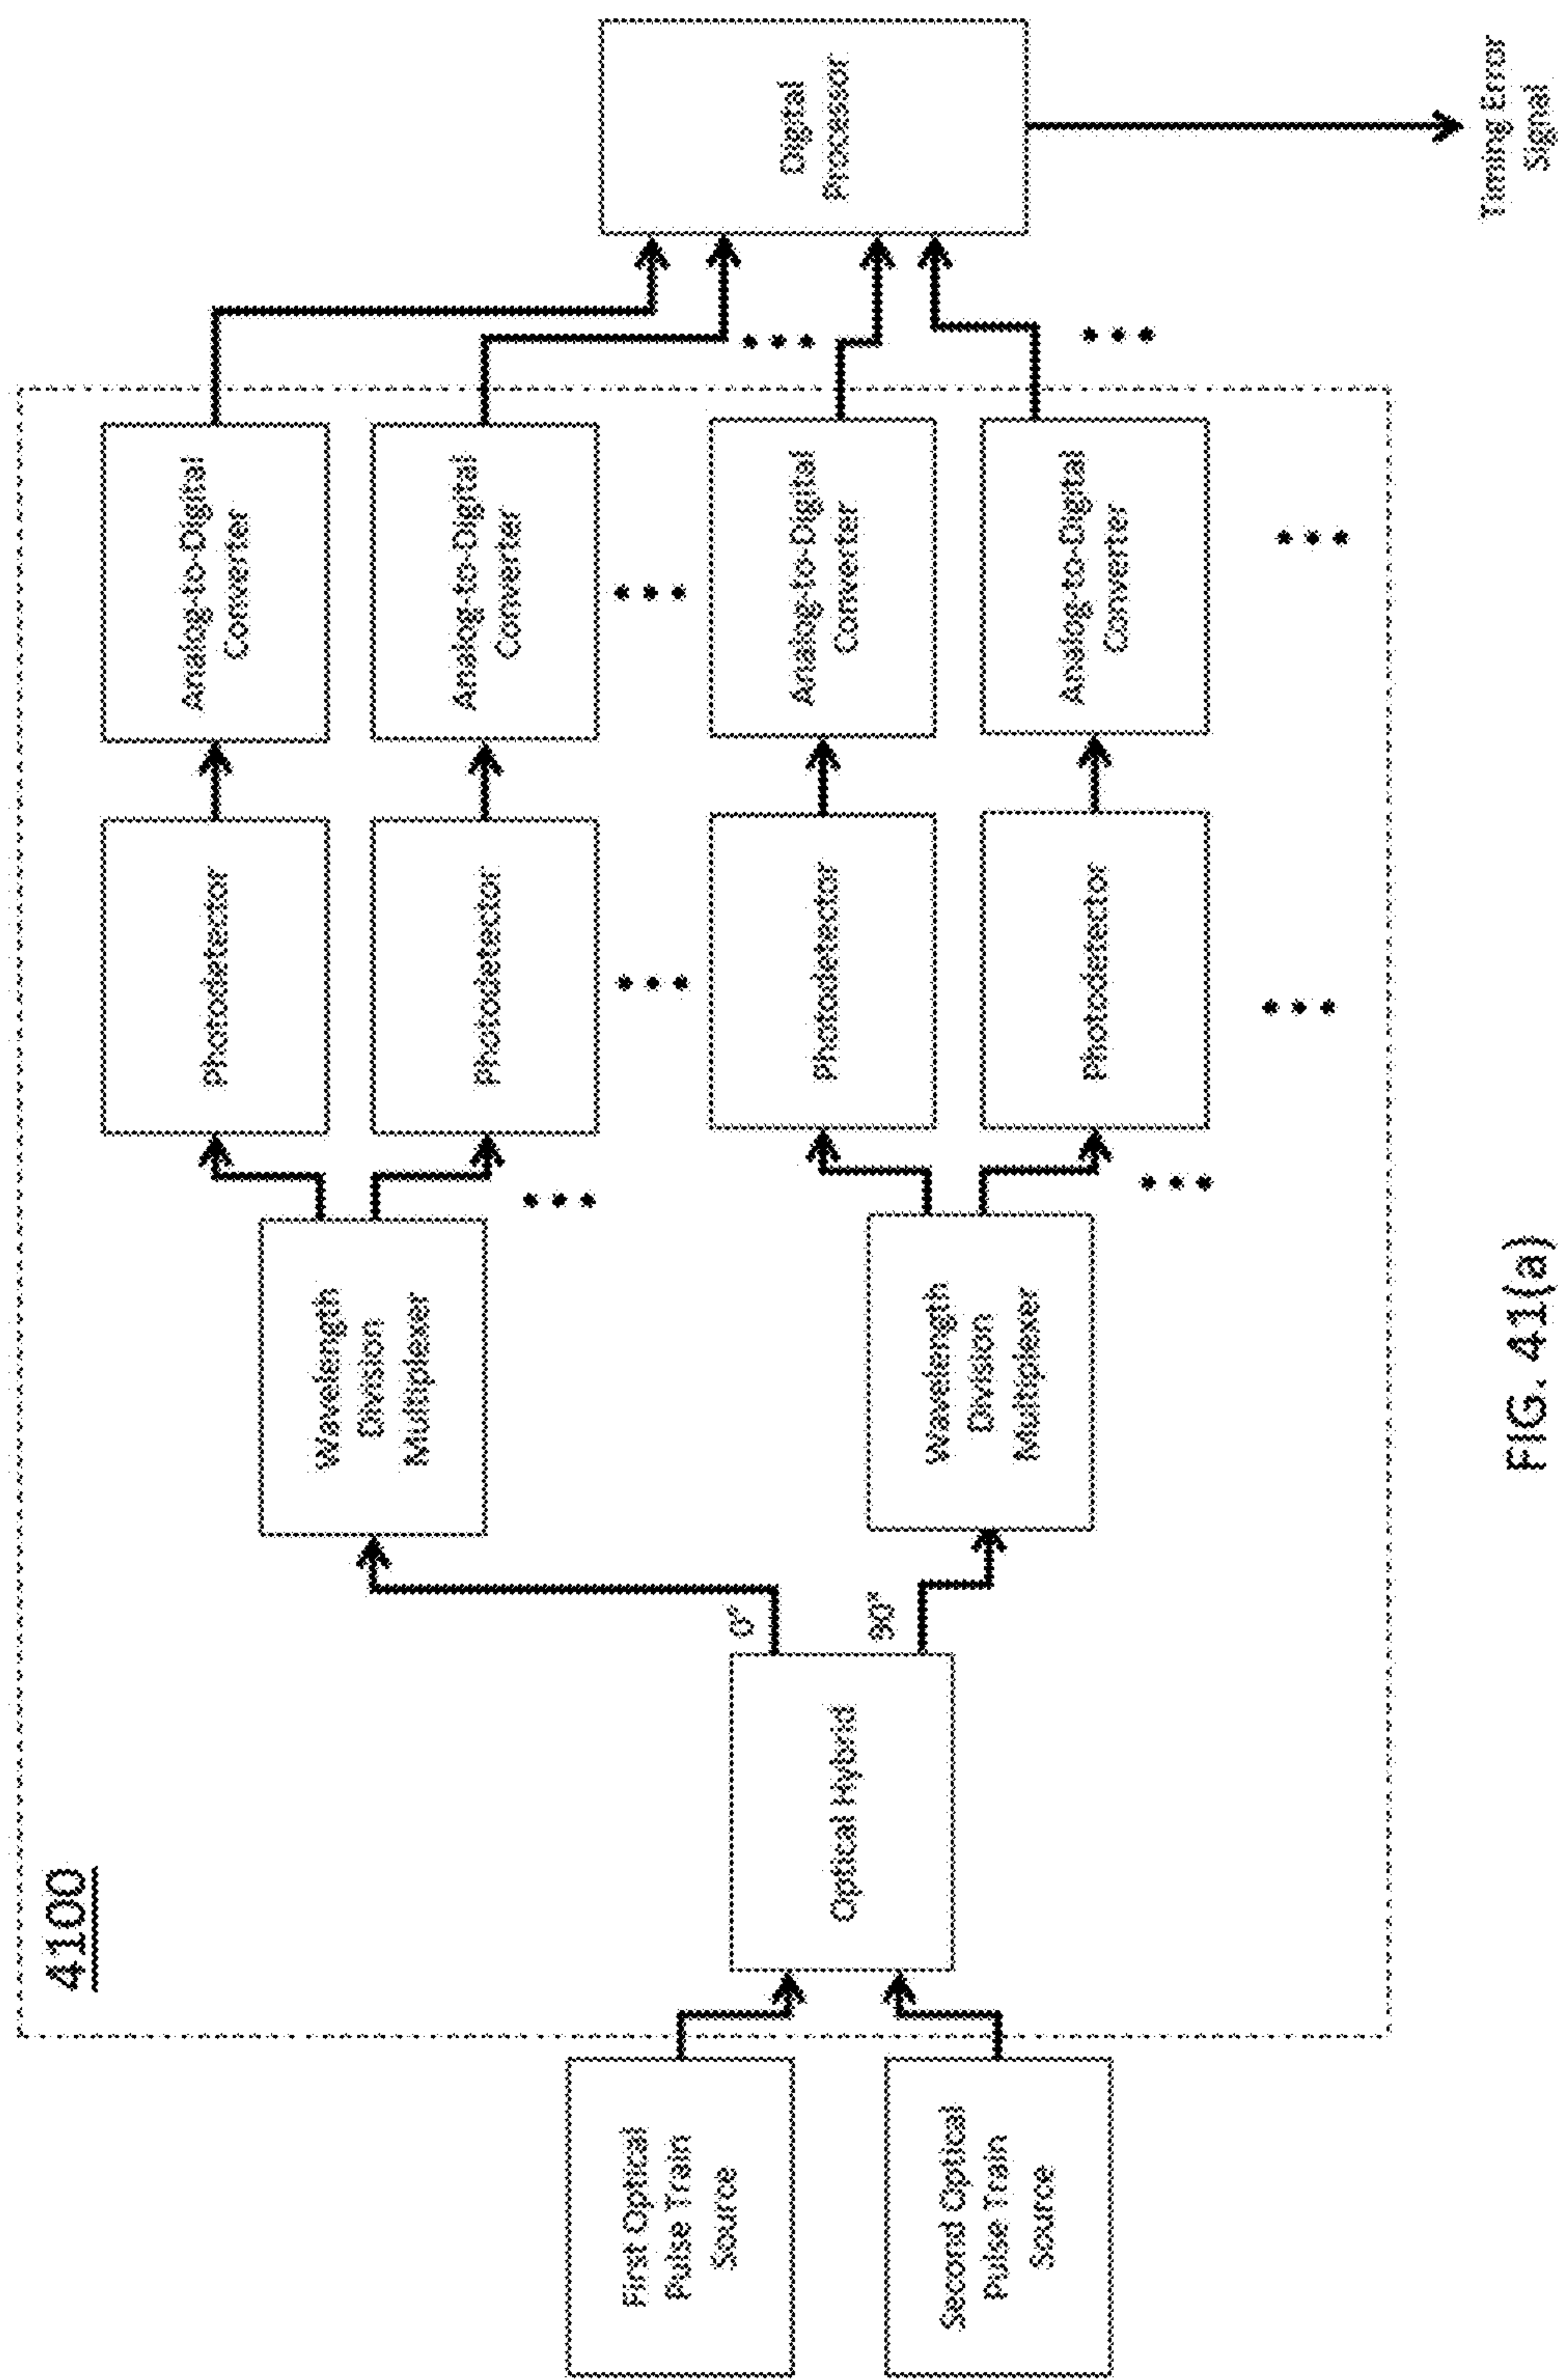 4100
First Optical
Pulse Train
Source
Second Optical
Pulse Train
Source
Optical Hybrid
0°
90°
Wavelength
Division
Multiplexer
Wavelength
Division
Multiplexer
Photodetector
Photodetector
Photodetector
Photodetector
Analog-to-Digital
Converter
Analog-to-Digital
Converter
Analog-to-Digital
Converter
Analog-to-Digital
Converter
Digital
Processor
Timing Error
Signal
FIG. 41(a)